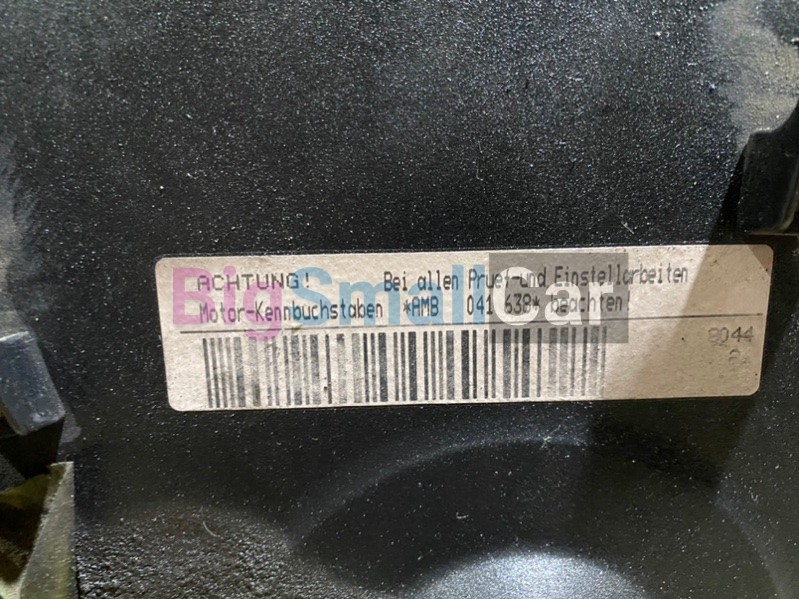 ACHTUNG! Bei allen Pruef-und Einstellarbeiten
Motor-Kennbuchstaben *AMB 041 638* beachten!
BigSmallCar
8044